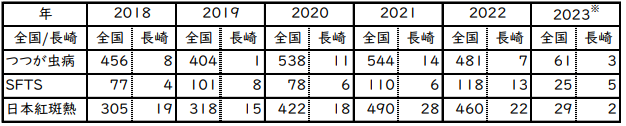 年 2018 2019 2020 2021 2022 2023※
全国/長崎 全国 長崎 全国 長崎 全国 長崎 全国 長崎 全国 長崎 全国 長崎
つつが虫病 456 8 404 1 538 11 544 14 481 7 61 3
SFTS 77 4 101 8 78 6 110 6 118 13 25 5
日本紅斑熱 305 19 318 15 422 18 490 28 460 22 29 2